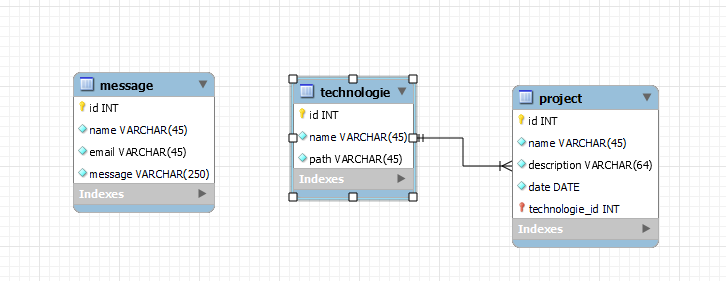 message
id INT
name VARCHAR(45)
email VARCHAR(45)
message VARCHAR(250)
Indexes
technologie
id INT
name VARCHAR(45)
path VARCHAR(45)
Indexes
project
id INT
name VARCHAR(45)
description VARCHAR(64)
date DATE
technologie_id INT
Indexes